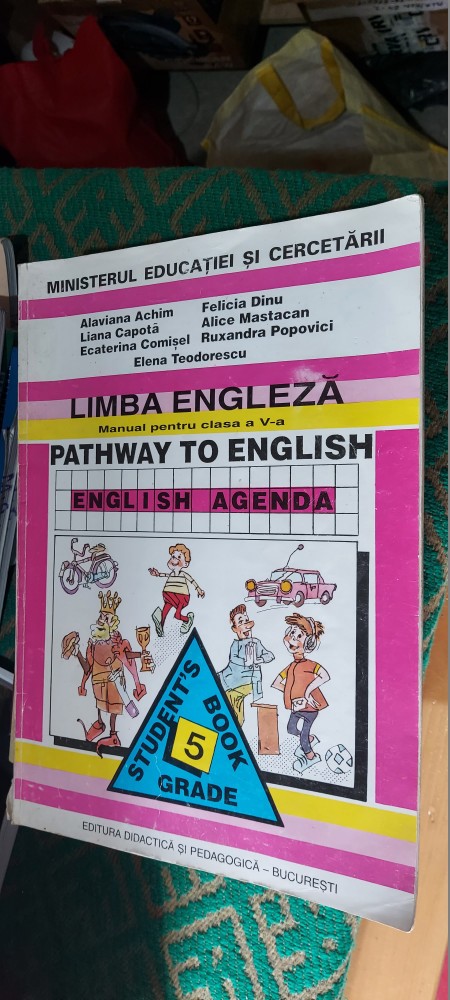 MINISTERUL EDUCAȚIEI ȘI CERCETĂRII
Alaviana Achim Felicia Dinu
Liana Capotă Alice Mastacan
Ecaterina Comișel Ruxandra Popovici
Elena Teodorescu
LIMBA ENGLEZĂ
Manual pentru clasa a V-a
PATHWAY TO ENGLISH
ENGLISH AGENDA
STUDENT'S BOOK
5
GRADE
EDITURA DIDACTICĂ ȘI PEDAGOGICĂ - BUCUREȘTI